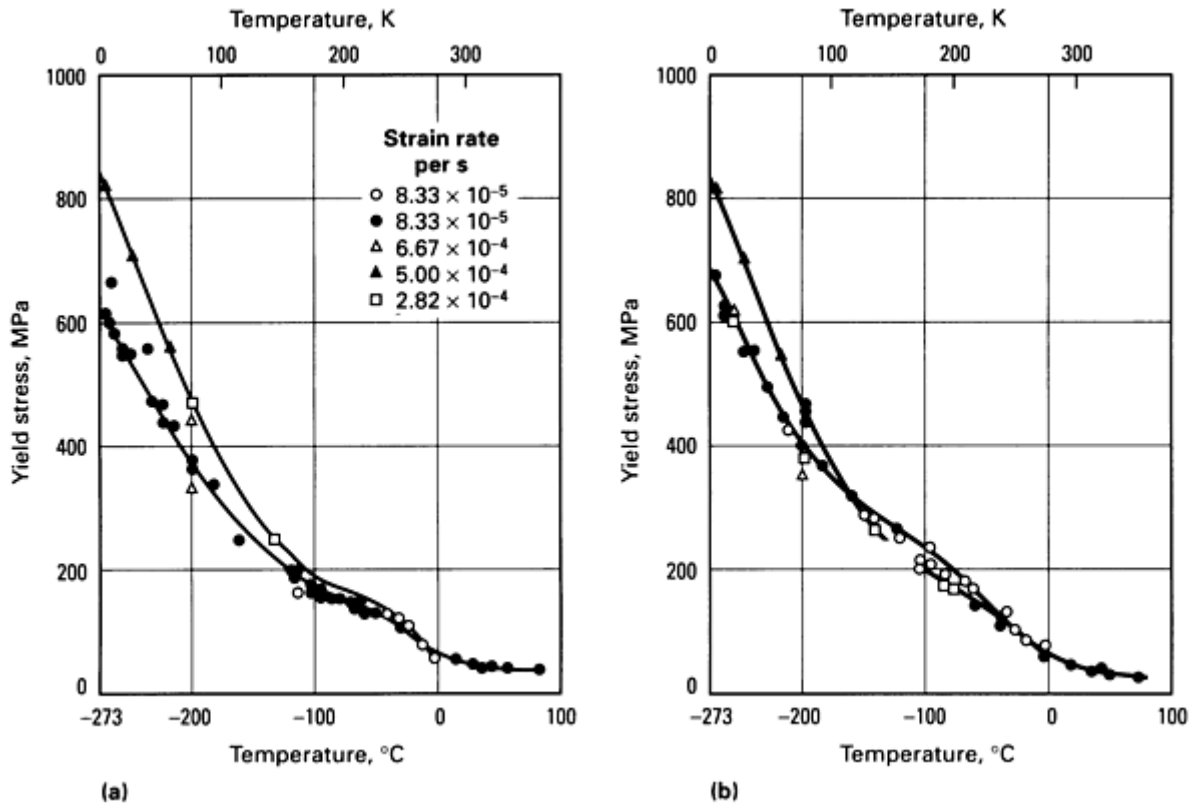 Temperature, K
0 100 200 300
1000
800
600
400
200
0
Yield stress, MPa
Strain rate
per s
8.33 × 10⁻⁵
8.33 × 10⁻⁵
6.67 × 10⁻⁴
5.00 × 10⁻⁴
2.82 × 10⁻⁴
−273 −200 −100 0 100
Temperature, °C
(a)
Temperature, K
0 100 200 300
1000
800
600
400
200
0
Yield stress, MPa
−273 −200 −100 0 100
Temperature, °C
(b)